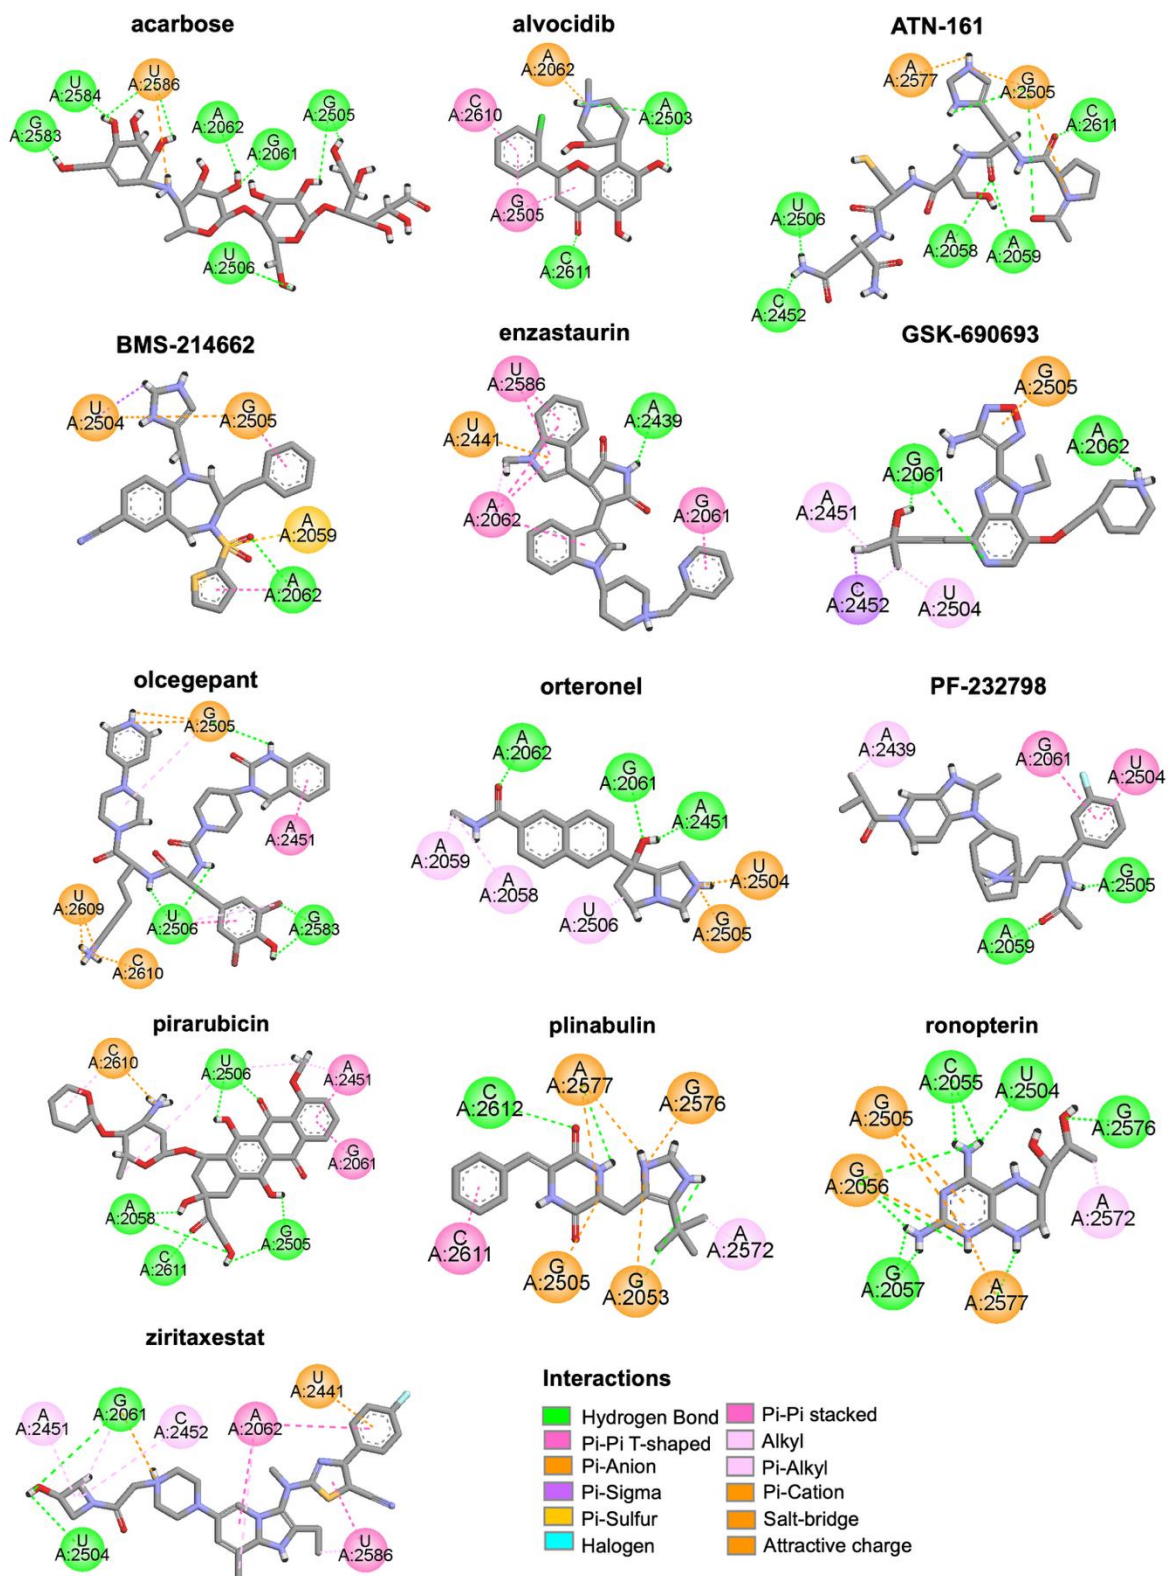 acarbose
U
A:2584
U
A:2586
G
A:2583
A
A:2062
G
A:2061
G
A:2505
U
A:2506
alvocidib
A
A:2062
C
A:2610
A
A:2503
G
A:2505
C
A:2611
ATN-161
A
A:2577
G
A:2505
C
A:2611
U
A:2506
A
A:2058
A
A:2059
C
A:2452
BMS-214662
U
A:2504
G
A:2505
A
A:2059
A
A:2062
enzastaurin
U
A:2586
A
A:2439
U
A:2441
A
A:2062
G
A:2061
GSK-690693
G
A:2505
A
A:2062
G
A:2061
A
A:2451
C
A:2452
U
A:2504
olcegepant
G
A:2505
A
A:2451
U
A:2609
U
A:2506
G
A:2583
C
A:2610
orteronel
A
A:2062
G
A:2061
A
A:2451
A
A:2059
A
A:2058
U
A:2506
U
A:2504
G
A:2505
PF-232798
A
A:2439
G
A:2061
U
A:2504
G
A:2505
A
A:2059
pirarubicin
C
A:2610
U
A:2506
A
A:2451
G
A:2061
A
A:2058
C
A:2611
G
A:2505
plinabulin
C
A:2612
A
A:2577
G
A:2576
C
A:2611
G
A:2505
G
A:2053
A
A:2572
ronopterin
C
A:2055
U
A:2504
G
A:2505
G
A:2576
G
A:2056
A
A:2572
G
A:2057
A
A:2577
ziritaxestat
A
A:2451
G
A:2061
C
A:2452
A
A:2062
U
A:2441
U
A:2504
U
A:2586
Interactions
Hydrogen Bond
Pi-Pi T-shaped
Pi-Anion
Pi-Sigma
Pi-Sulfur
Halogen
Pi-Pi stacked
Alkyl
Pi-Alkyl
Pi-Cation
Salt-bridge
Attractive charge